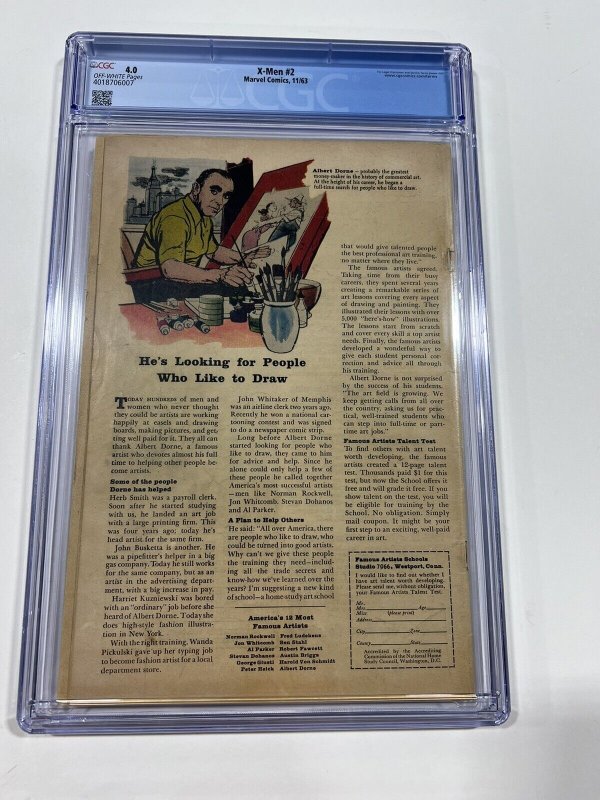 CGC
4.0
OFF-WHITE Pages
4018706007
X-Men #2
Marvel Comics, 11/63
CGC
Albert Dorne — probably the greatest
money-maker in the history of commercial art.
At the height of his career, he began a
full-time search for people who like to draw.
He's Looking for People
Who Like to Draw
TODAY HUNDREDS of men and
women who never thought
they could be artists are working
happily at easels and drawing
boards, making pictures, and get-
ting well paid for it. They all can
thank Albert Dorne, a famous
artist who devotes almost his full
time to helping other people be-
come artists.
Some of the people
Dorne has helped
Herb Smith was a payroll clerk.
Soon after he started studying
with us, he landed an art job
with a large printing firm. This
was four years ago; today he's
head artist for the same firm.
John Busketta is another. He
was a pipefitter's helper in a big
gas company. Today he still works
for the same company, but as an
artist in the advertising depart-
ment, with a big increase in pay.
Harriet Kuzniewski was bored
with an "ordinary" job before she
heard of Albert Dorne. Today she
does high-style fashion illustra-
tion in New York.
With the right training, Wanda
Pickulski gave up her typing job
to become fashion artist for a local
department store.
John Whitaker of Memphis
was an airline clerk two years ago.
Recently he won a national car-
tooning contest and was signed
to do a newspaper comic strip.
Long before Albert Dorne
started looking for people who
like to draw, they came to him
for advice and help. Since he
alone could only help a few of
these people he called together
America's most successful artists
—men like Norman Rockwell,
Jon Whitcomb, Stevan Dohanos
and Al Parker.
A Plan to Help Others
He said: "All over America, there
are people who like to draw, who
could be turned into good artists.
Why can't we give these people
the training they need—includ-
ing all the trade secrets and
know-how we've learned over the
years? I'm suggesting a new kind
of school—a home study art school
America's 12 Most
Famous Artists
Norman Rockwell Fred Ludekens
Jon Whitcomb Ben Stahl
Al Parker Robert Fawcett
Stevan Dohanos Austin Briggs
George Giusti Harold Von Schmidt
Peter Helck Albert Dorne
that would give talented people
the best professional art training,
no matter where they live."
The famous artists agreed.
Taking time from their busy
careers, they spent several years
creating a remarkable series of
art lessons covering every aspect
of drawing and painting. They
illustrated their lessons with over
5,000 "here's-how" illustrations.
The lessons start from scratch
and cover every skill a top artist
needs. Finally, the famous artists
developed a wonderful way to
give each student personal cor-
rection and advice all through
his training.
Albert Dorne is not surprised
by the success of his students.
"The art field is growing. We
keep getting calls from all over
the country, asking us for prac-
tical, well-trained students who
can step into full-time or part-
time art jobs."
Famous Artists Talent Test
To find others with art talent
worth developing, the famous
artists created a 12-page talent
test. Thousands paid $1 for this
test, but now the School offers it
free and will grade it free. If you
show talent on the test, you will
be eligible for training by the
School. No obligation. Simply
mail coupon. It might be your
first step to an exciting, well-paid
career in art.
Famous Artists Schools
Studio 7066, Westport, Conn.
I would like to find out whether I
have art talent worth developing.
Please send me, without obligation,
your Famous Artists Talent Test.
Mr.
Mrs. Age
Miss (please print)
Address
City Zone
County State
Accredited by the Accrediting
Commission of the National Home
Study Council, Washington, D.C.